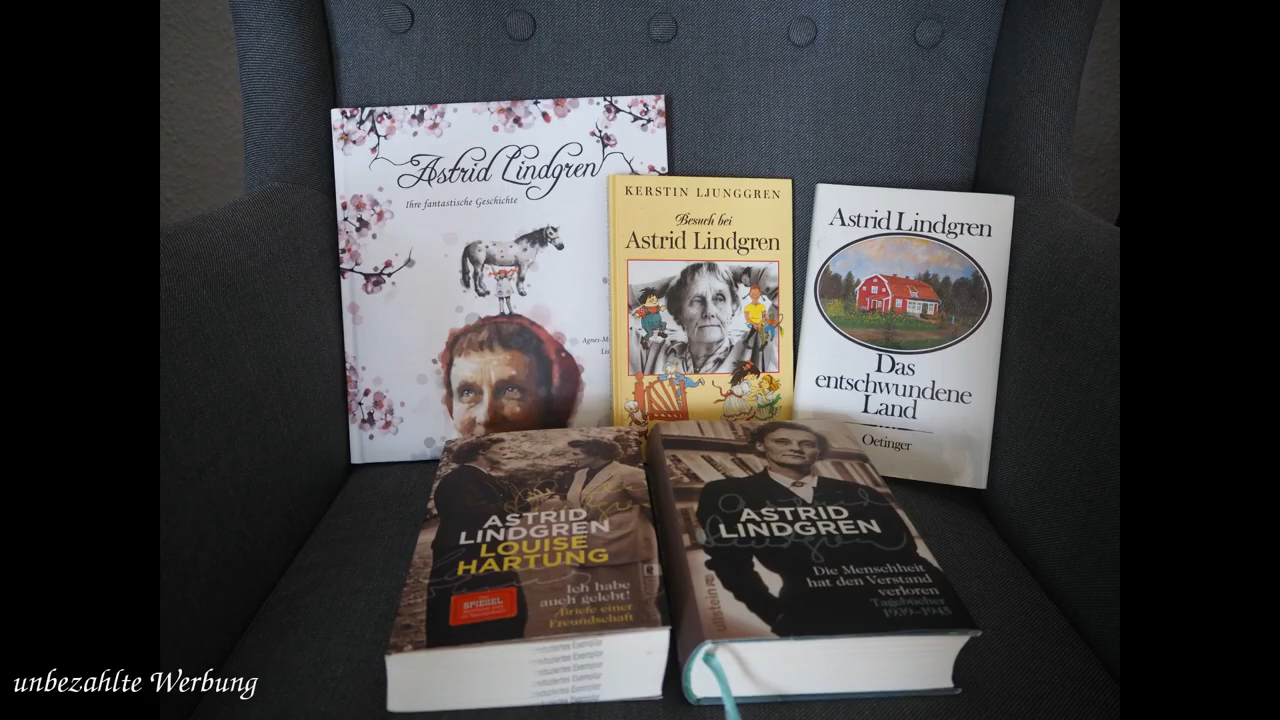 Astrid Lindgren
Ihre fantastische Geschichte
KERSTIN LJUNGGREN
Besuch bei
Astrid Lindgren
Astrid Lindgren
Das
entschwundene
Land
Oetinger
ASTRID
LINDGREN
LOUISE
HARTUNG
Ich habe
auch gelebt!
Briefe einer
Freundschaft
SPIEGEL
ASTRID
LINDGREN
Die Menschheit
hat den Verstand
verloren
Tagebücher
1939–1945
ullstein
unbezahlte Werbung